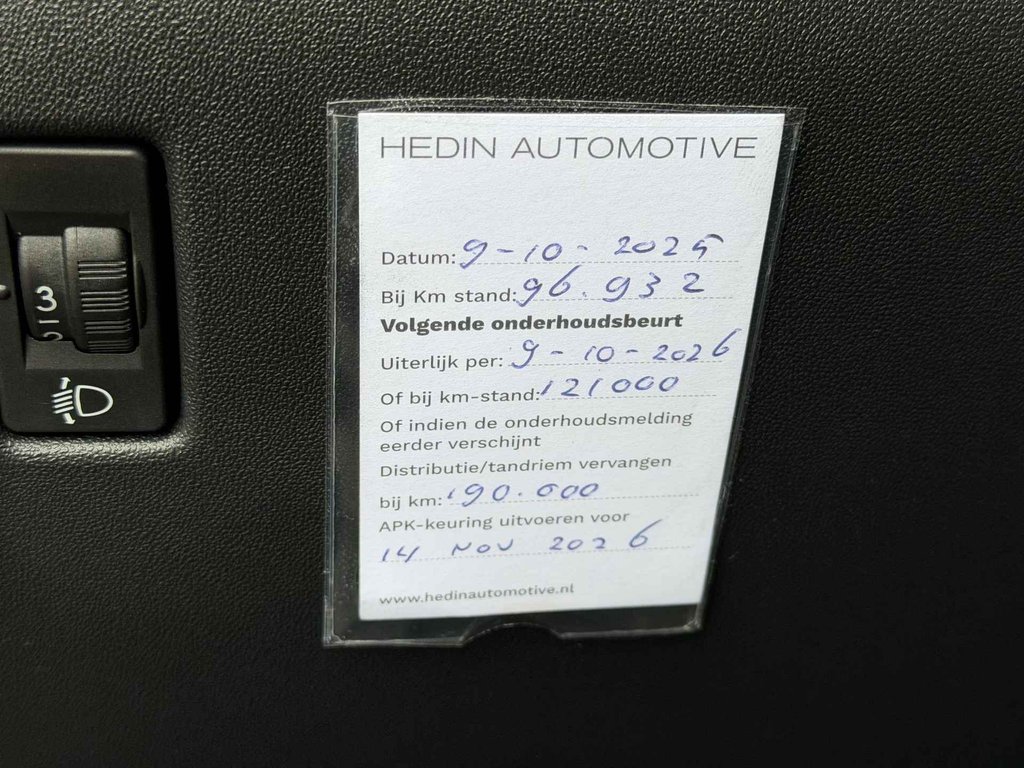 HEDIN AUTOMOTIVE
Datum: 9-10-2025
Bij Km stand: 96.932
Volgende onderhoudsbeurt
Uiterlijk per: 9-10-2026
Of bij km-stand: 121000
Of indien de onderhoudsmelding
eerder verschijnt
Distributie/tandriem vervangen
bij km: 190.000
APK-keuring uitvoeren voor
14 NOV 2026
www.hedinautomotive.nl
3
2